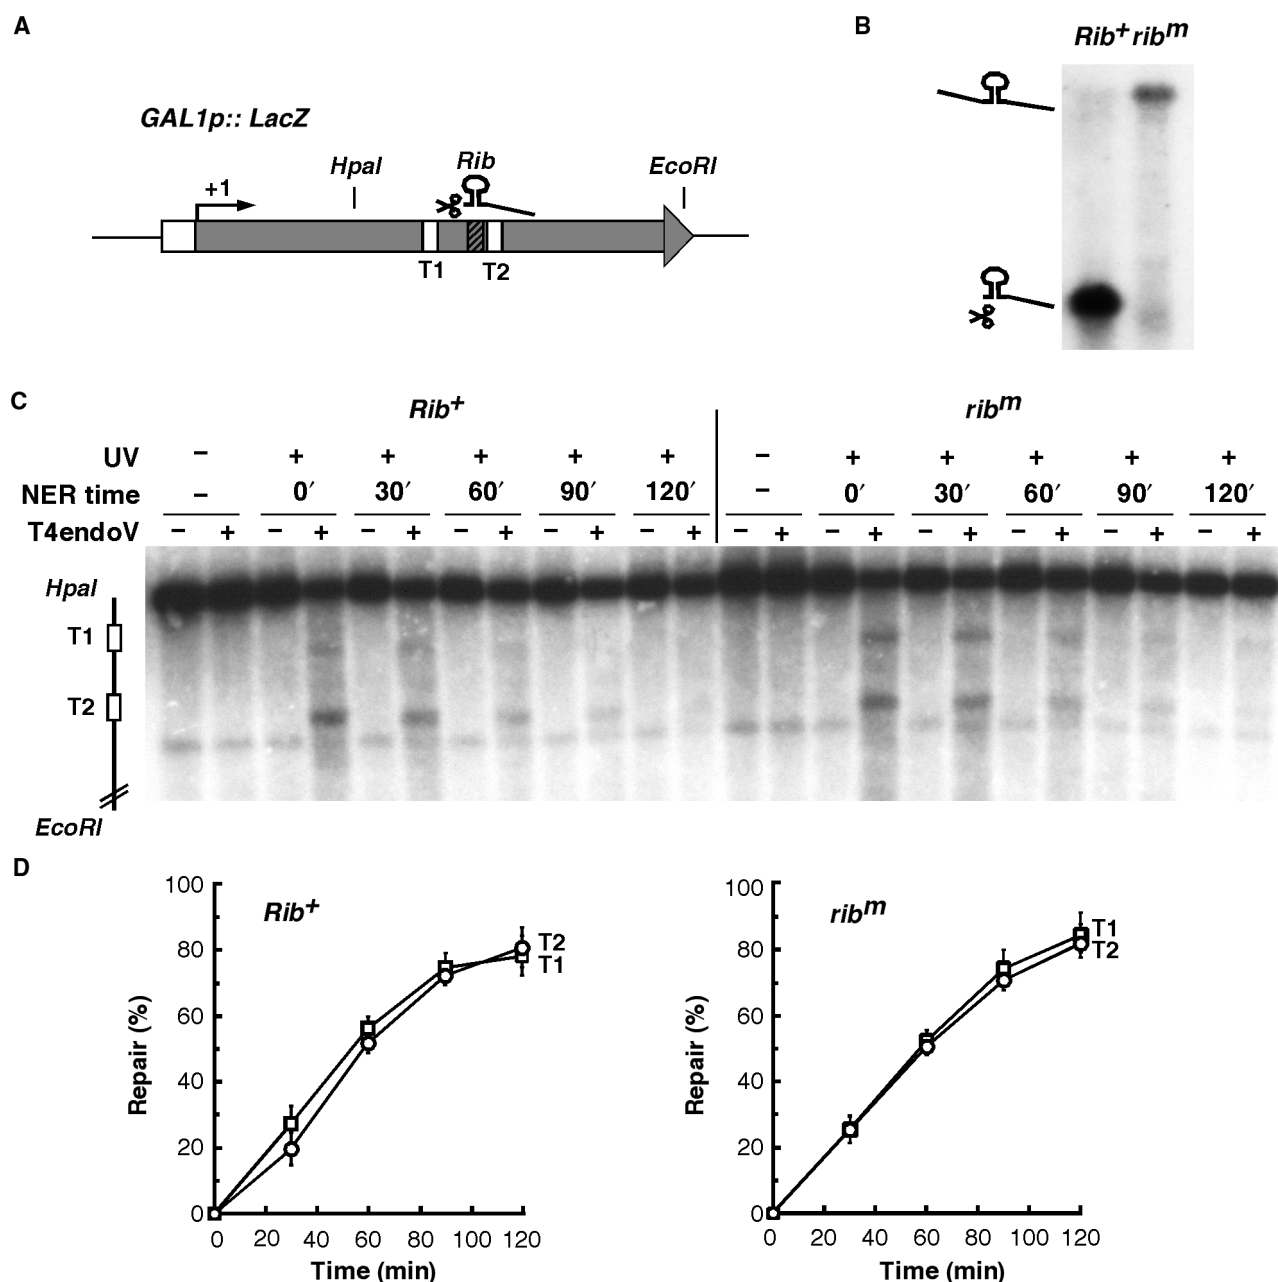 A
GAL1p:: LacZ
+1
HpaI
Rib
EcoRI
T1
T2
B
Rib+ rib^m
C
Rib+
rib^m
UV − + + + + + − + + + + +
NER time − 0′ 30′ 60′ 90′ 120′ − 0′ 30′ 60′ 90′ 120′
T4endoV − + − + − + − + − + − + − + − + − + − + − + − +
HpaI
T1
T2
EcoRI
D
Rib+
100
80
60
40
20
0
Repair (%)
T2
T1
0 20 40 60 80 100 120
Time (min)
rib^m
100
80
60
40
20
0
Repair (%)
T1
T2
0 20 40 60 80 100 120
Time (min)